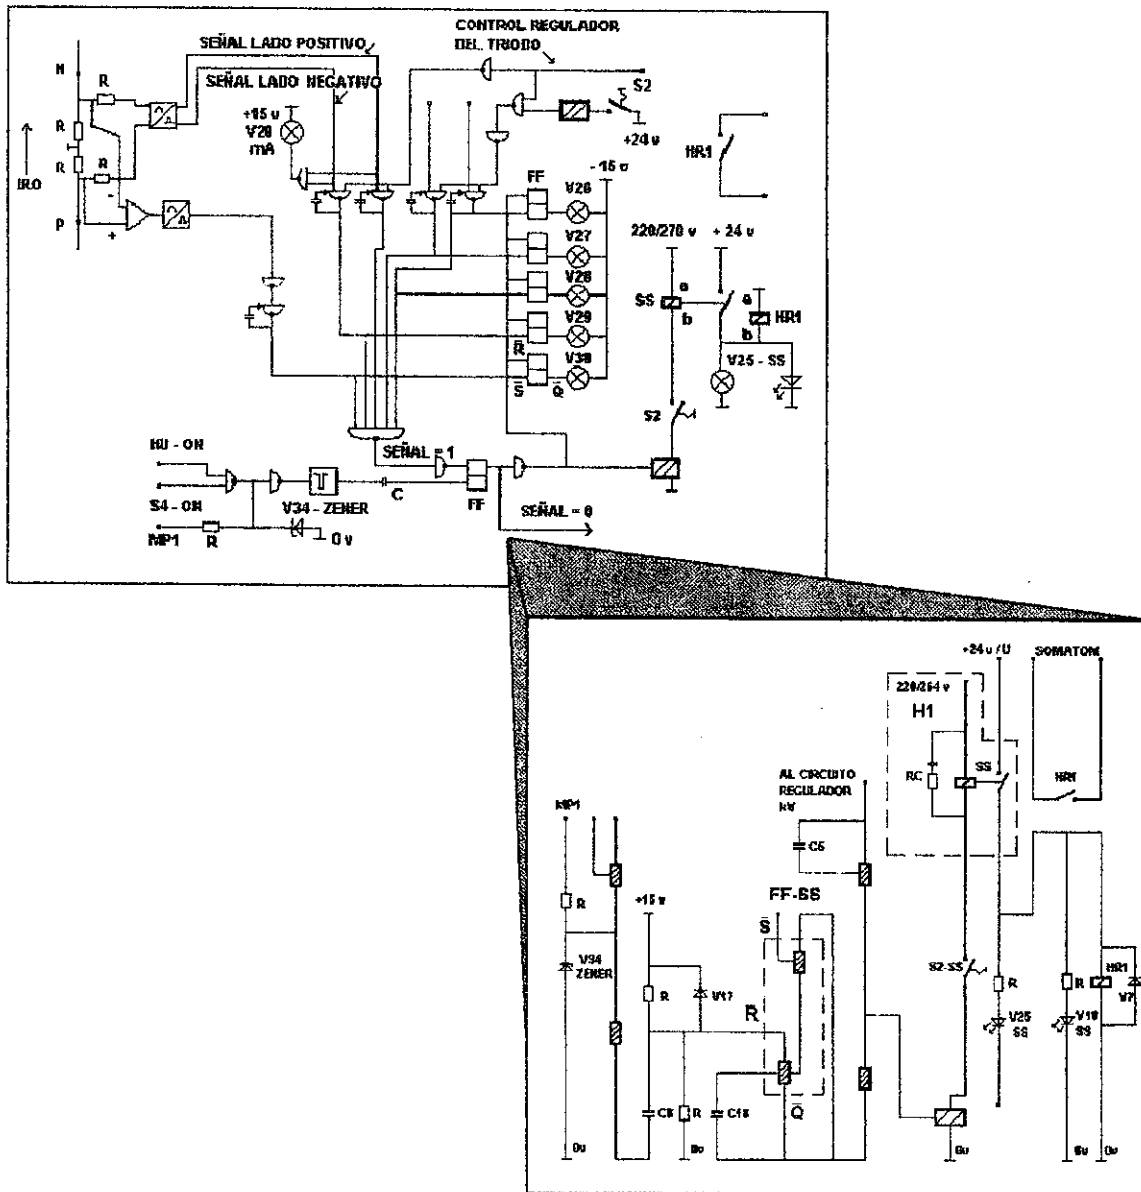 CONTROL REGULADOR
DEL TRIODO
SEÑAL LADO POSITIVO
SEÑAL LADO NEGATIVO
N
R
R
R
R
IRO
P
-
+
+15 v
V20
mA
S2
+24 v
HR1
- 15 v
FF
V26
V27
V28
V29
V30
R̅
S̅
Q̅
220/270 v
+ 24 v
SS
a
b
a
b
HR1
V25 - SS
S2
HU - ON
S4 - ON
MP1
R
V34 - ZENER
0 v
C
SEÑAL = 1
FF
SEÑAL = 0
+24 v / U
SOMATOM
220/264 v
H1
RC
SS
HR1
AL CIRCUITO
REGULADOR
kV
C5
MP1
R
V34
ZENER
+15 v
R
V17
FF-SS
S̅
R̅
Q̅
C8
R
C18
S2-SS
R
V25
SS
R
V18
SS
HR1
V7
0v
0v
0v
0v
0v